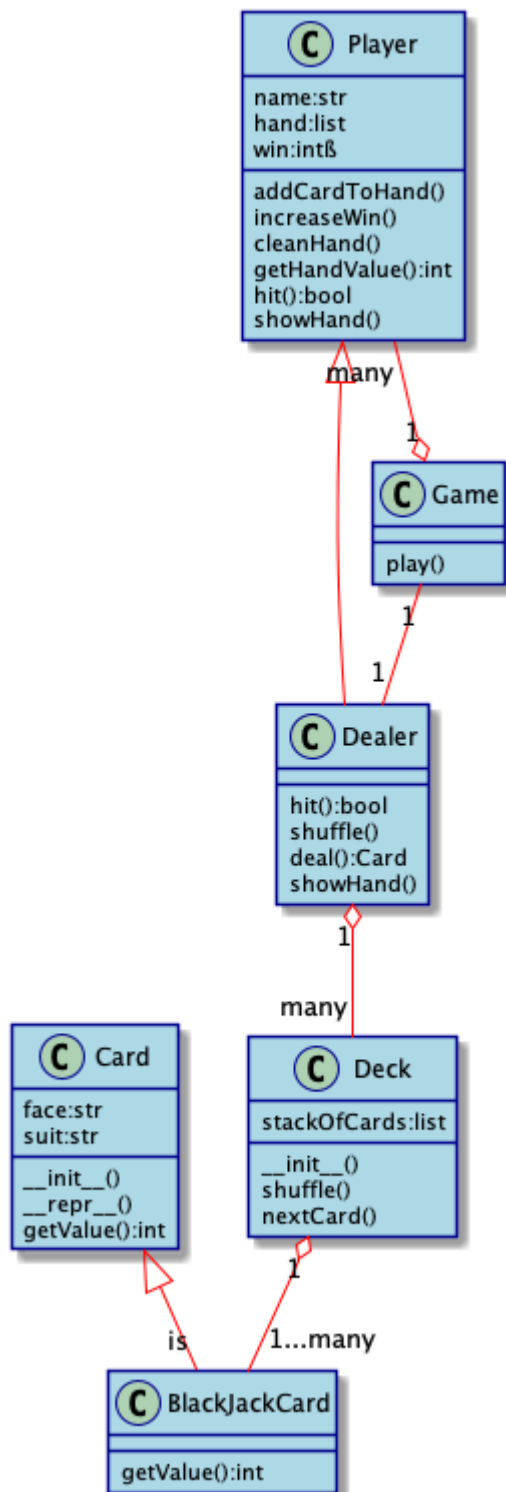 C Player
name:str
hand:list
win:intß
addCardToHand()
increaseWin()
cleanHand()
getHandValue():int
hit():bool
showHand()
many
1
C Game
play()
1
1
C Dealer
hit():bool
shuffle()
deal():Card
showHand()
1
many
C Card
face:str
suit:str
__init__()
__repr__()
getValue():int
C Deck
stackOfCards:list
__init__()
shuffle()
nextCard()
1
is
1...many
C BlackJackCard
getValue():int